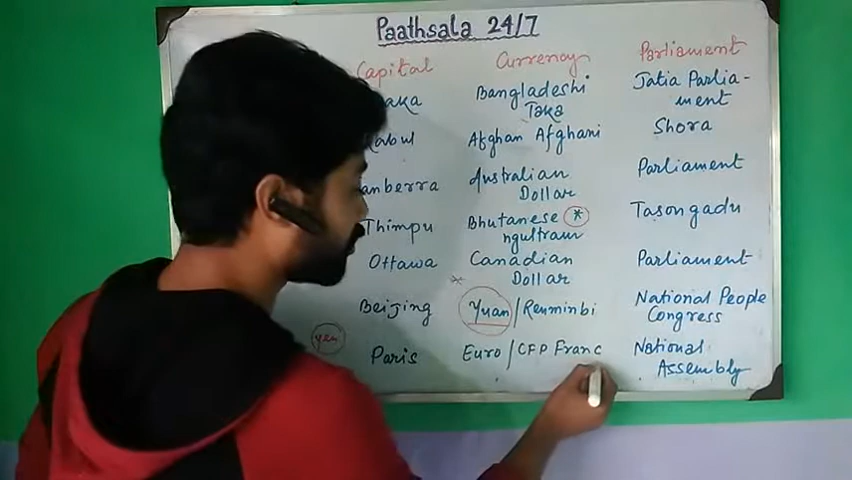 Paathsala 24/7
Capital Currency Parliament
aka Bangladeshi Taka Jatia Parlia-
ment
Kabul Afghan Afghani Shora
anberra Australian Dollar Parliament
Thimpu Bhutanese * ngultram Tasongadu
Ottawa Canadian Dollar Parliament
*
Beijing Yuan/Renminbi National People
Congress
yen
Paris Euro/CFP Franc National
Assembly